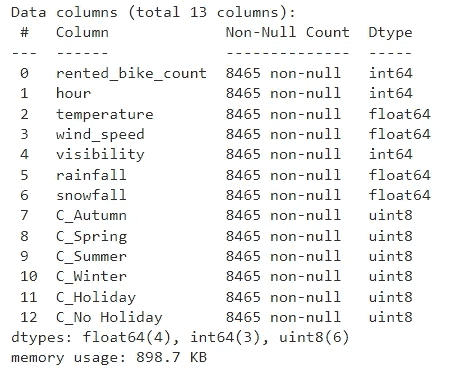 Data columns (total 13 columns):
#   Column             Non-Null Count  Dtype
--- ------             --------------  -----
0   rented_bike_count  8465 non-null   int64
1   hour               8465 non-null   int64
2   temperature        8465 non-null   float64
3   wind_speed         8465 non-null   float64
4   visibility         8465 non-null   int64
5   rainfall           8465 non-null   float64
6   snowfall           8465 non-null   float64
7   C_Autumn           8465 non-null   uint8
8   C_Spring           8465 non-null   uint8
9   C_Summer           8465 non-null   uint8
10  C_Winter           8465 non-null   uint8
11  C_Holiday          8465 non-null   uint8
12  C_No Holiday       8465 non-null   uint8
dtypes: float64(4), int64(3), uint8(6)
memory usage: 898.7 KB